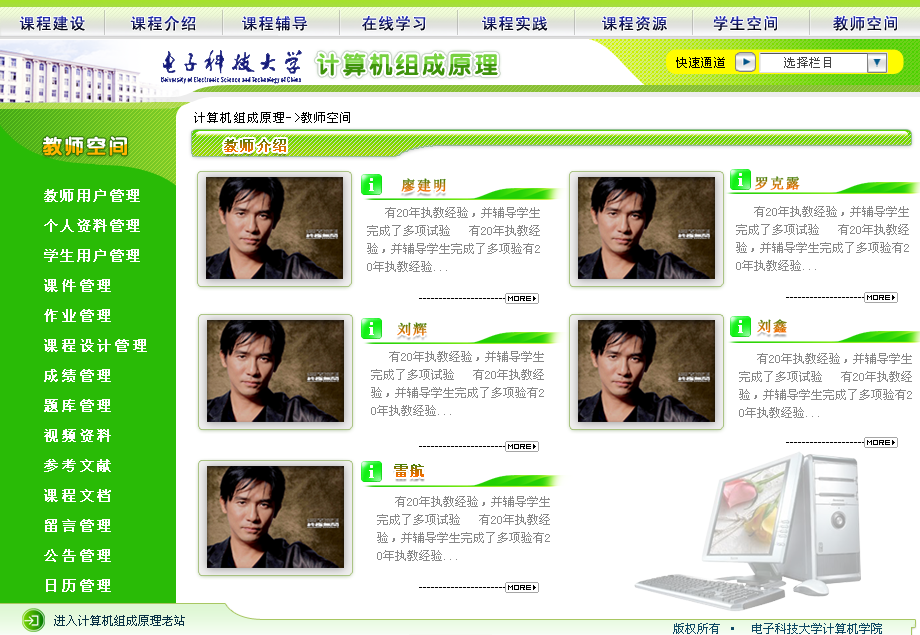 课程建设 课程介绍 课程辅导 在线学习 课程实践 课程资源 学生空间 教师空间
电子科技大学 计算机组成原理
University of Electronic Science and Technology of China
快速通道 选择栏目
计算机组成原理->教师空间
教师介绍
教师空间
教师用户管理
个人资料管理
学生用户管理
课件管理
作业管理
课程设计管理
成绩管理
题库管理
视频资料
参考文献
课程文档
留言管理
公告管理
日历管理
进入计算机组成原理老站
廖建明
有20年执教经验，并辅导学生
完成了多项试验 有20年执教经
验，并辅导学生完成了多项验有2
0年执教经验...
MORE
罗克露
有20年执教经验，并辅导学生
完成了多项试验 有20年执教经
验，并辅导学生完成了多项验有2
0年执教经验...
MORE
刘辉
有20年执教经验，并辅导学生
完成了多项试验 有20年执教经
验，并辅导学生完成了多项验有2
0年执教经验...
MORE
刘鑫
有20年执教经验，并辅导学生
完成了多项试验 有20年执教经
验，并辅导学生完成了多项验有2
0年执教经验...
MORE
雷航
有20年执教经验，并辅导学生
完成了多项试验 有20年执教经
验，并辅导学生完成了多项验有2
0年执教经验...
MORE
版权所有 · 电子科技大学计算机学院